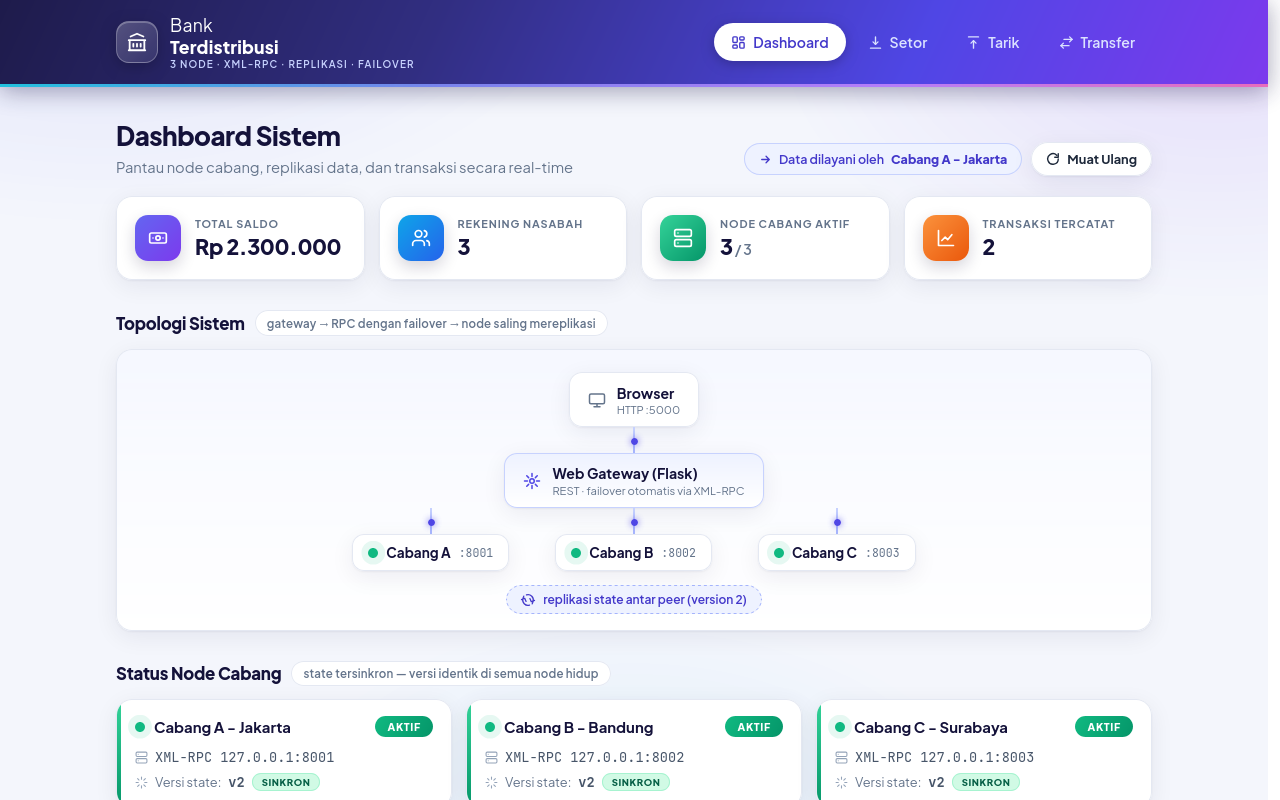 Bank
Terdistribusi
3 NODE · XML-RPC · REPLIKASI · FAILOVER
Dashboard
Setor
Tarik
Transfer
Dashboard Sistem
Pantau node cabang, replikasi data, dan transaksi secara real-time
Data dilayani oleh Cabang A – Jakarta
Muat Ulang
TOTAL SALDO
Rp 2.300.000
REKENING NASABAH
3
NODE CABANG AKTIF
3 / 3
TRANSAKSI TERCATAT
2
Topologi Sistem
gateway → RPC dengan failover → node saling mereplikasi
Browser
HTTP :5000
Web Gateway (Flask)
REST · failover otomatis via XML-RPC
Cabang A :8001
Cabang B :8002
Cabang C :8003
replikasi state antar peer (version 2)
Status Node Cabang
state tersinkron — versi identik di semua node hidup
Cabang A – Jakarta
AKTIF
XML-RPC 127.0.0.1:8001
Versi state: v2 SINKRON
Cabang B – Bandung
AKTIF
XML-RPC 127.0.0.1:8002
Versi state: v2 SINKRON
Cabang C – Surabaya
AKTIF
XML-RPC 127.0.0.1:8003
Versi state: v2 SINKRON